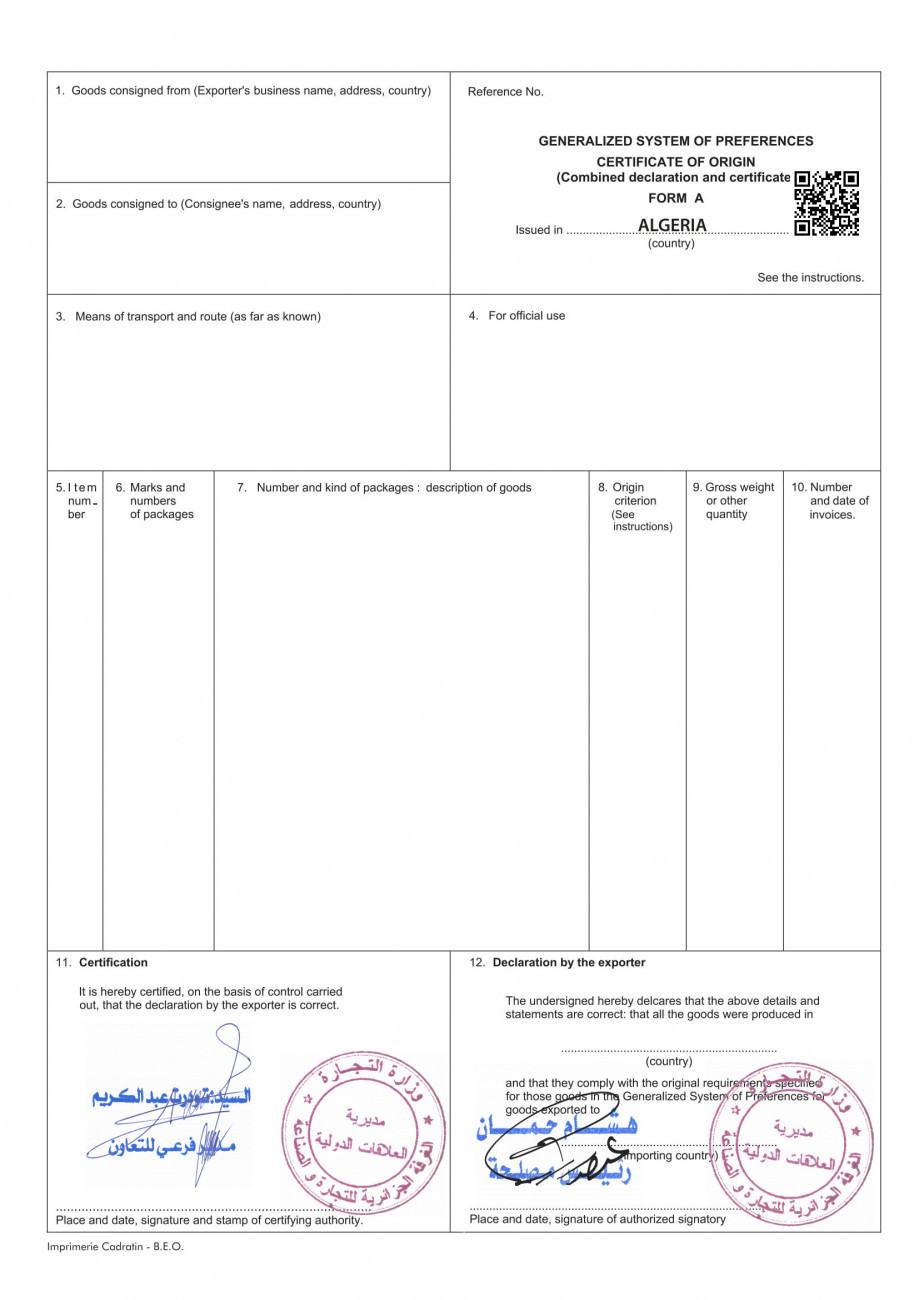 1. Goods consigned from (Exporter's business name, address, country)
Reference No.
GENERALIZED SYSTEM OF PREFERENCES
CERTIFICATE OF ORIGIN
(Combined declaration and certificate
FORM A
Issued in ALGERIA
(country)
See the instructions.
2. Goods consigned to (Consignee's name, address, country)
3. Means of transport and route (as far as known)
4. For official use
5. Item
num-
ber
6. Marks and
numbers
of packages
7. Number and kind of packages : description of goods
8. Origin
criterion
(See
instructions)
9. Gross weight
or other
quantity
10. Number
and date of
invoices.
11. Certification
It is hereby certified, on the basis of control carried
out, that the declaration by the exporter is correct.
السيد عبد الكريم
مدير فرعي للتعاون
وزارة التجارة
مديرية
العلاقات الدولية
الغرفة الجزائرية للتجارة و الصناعة
Place and date, signature and stamp of certifying authority.
12. Declaration by the exporter
The undersigned hereby delcares that the above details and
statements are correct: that all the goods were produced in
(country)
and that they comply with the original requirements specified
for those goods in the Generalized System of Preferences for
goods exported to
هشام حمان
(importing country)
رئيس مصلحة
وزارة التجارة
مديرية
العلاقات الدولية
الغرفة الجزائرية للتجارة و الصناعة
Place and date, signature of authorized signatory
Imprimerie Cadratin - B.E.O.